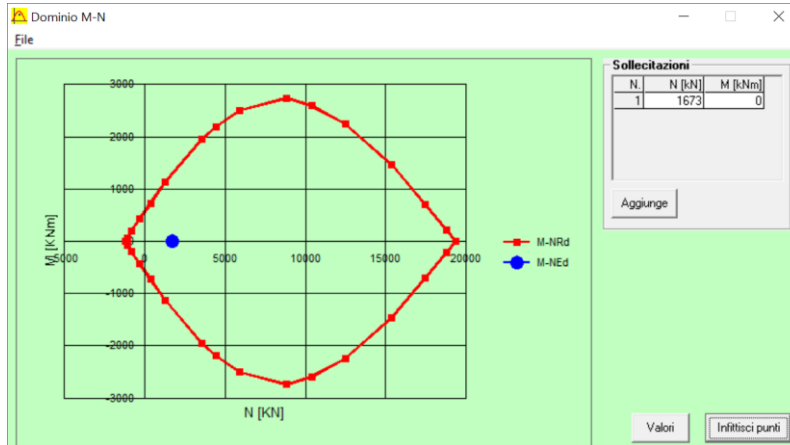 Dominio M-N
File
Sollecitazioni
N. N [kN] M [kNm]
1 1673 0
Aggiunge
3000
2000
1000
-5000 0 5000 10000 15000 20000
-1000
-2000
-3000
M [KNm]
N [KN]
M-NRd
M-NEd
Valori Infittisci punti